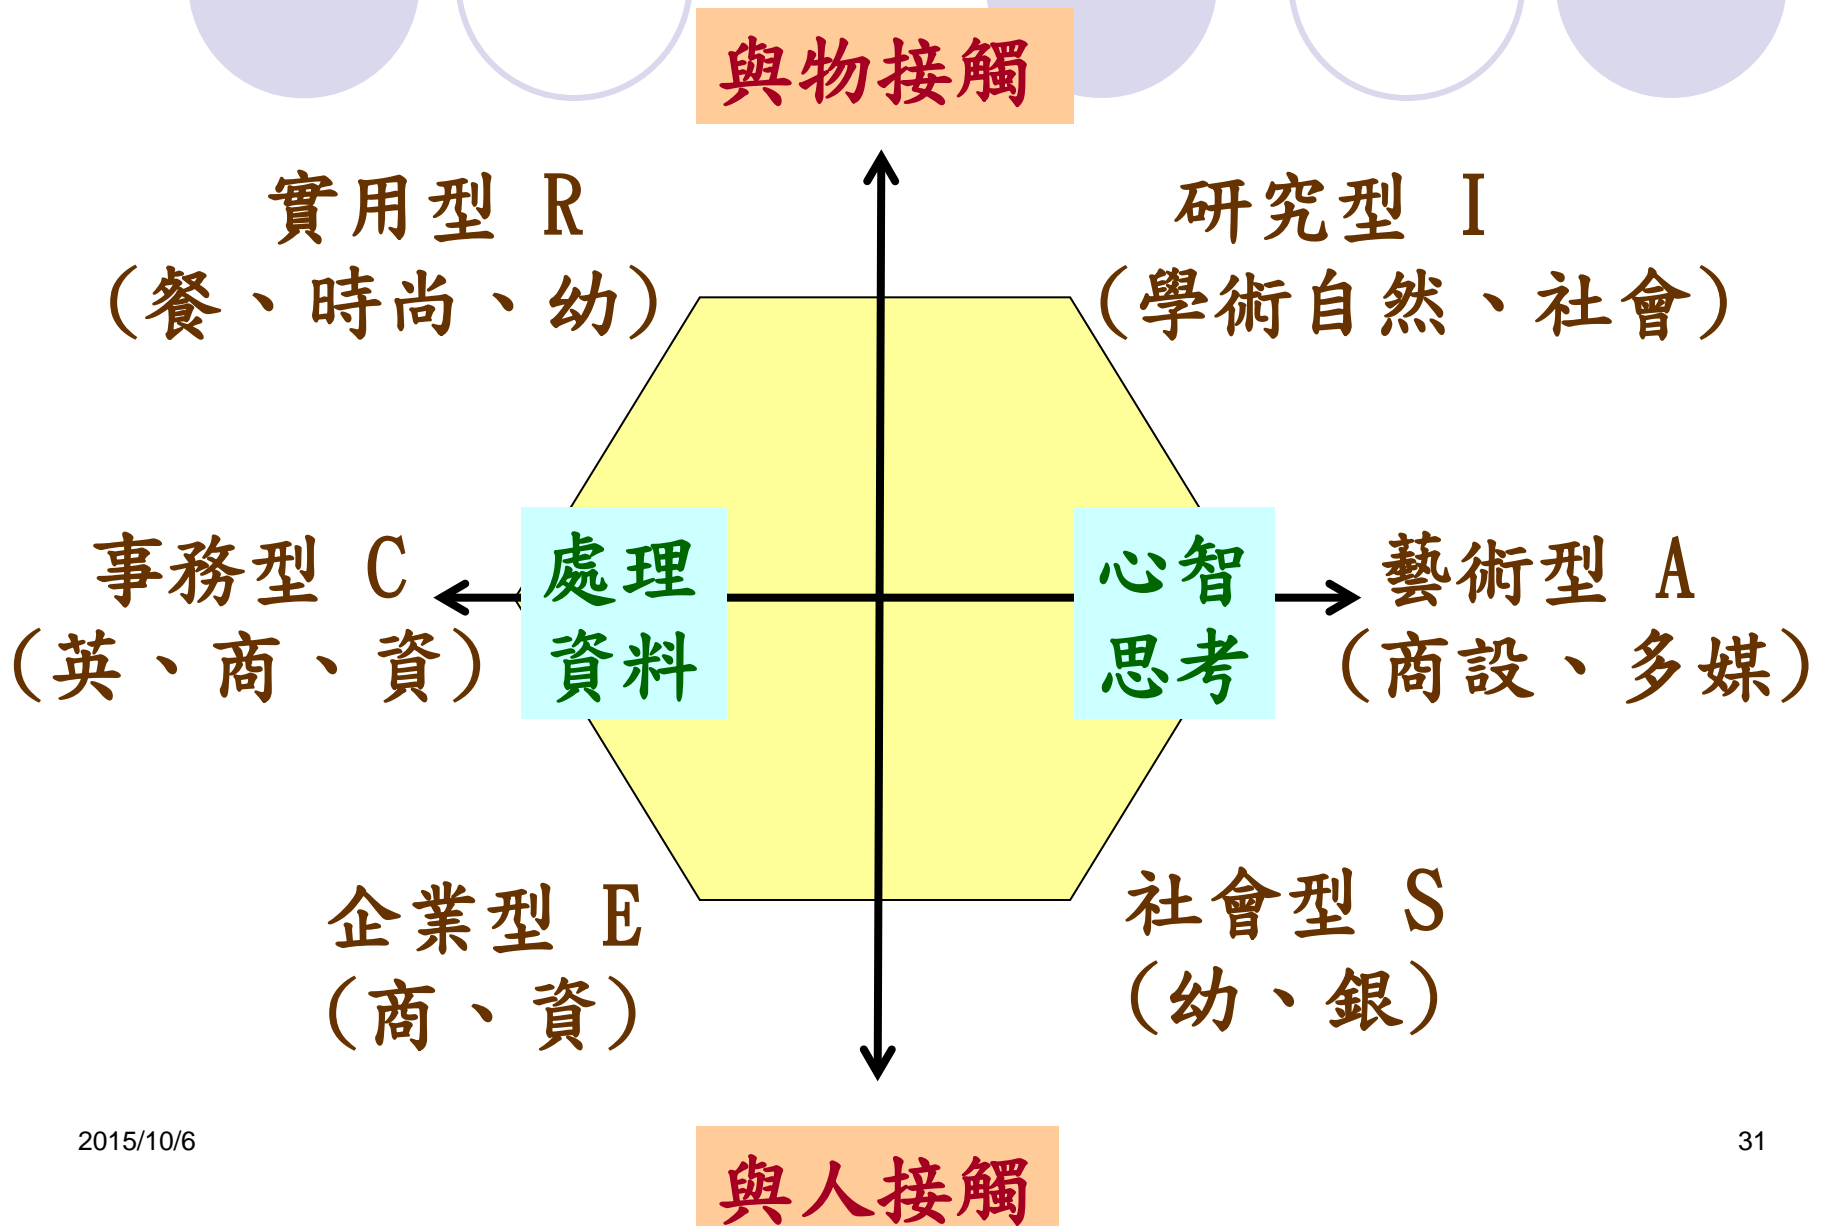 與物接觸
實用型 R
(餐、時尚、幼)
研究型 I
(學術自然、社會)
事務型 C
(英、商、資)
處理
資料
心智
思考
藝術型 A
(商設、多媒)
企業型 E
(商、資)
社會型 S
(幼、銀)
2015/10/6
31
與人接觸